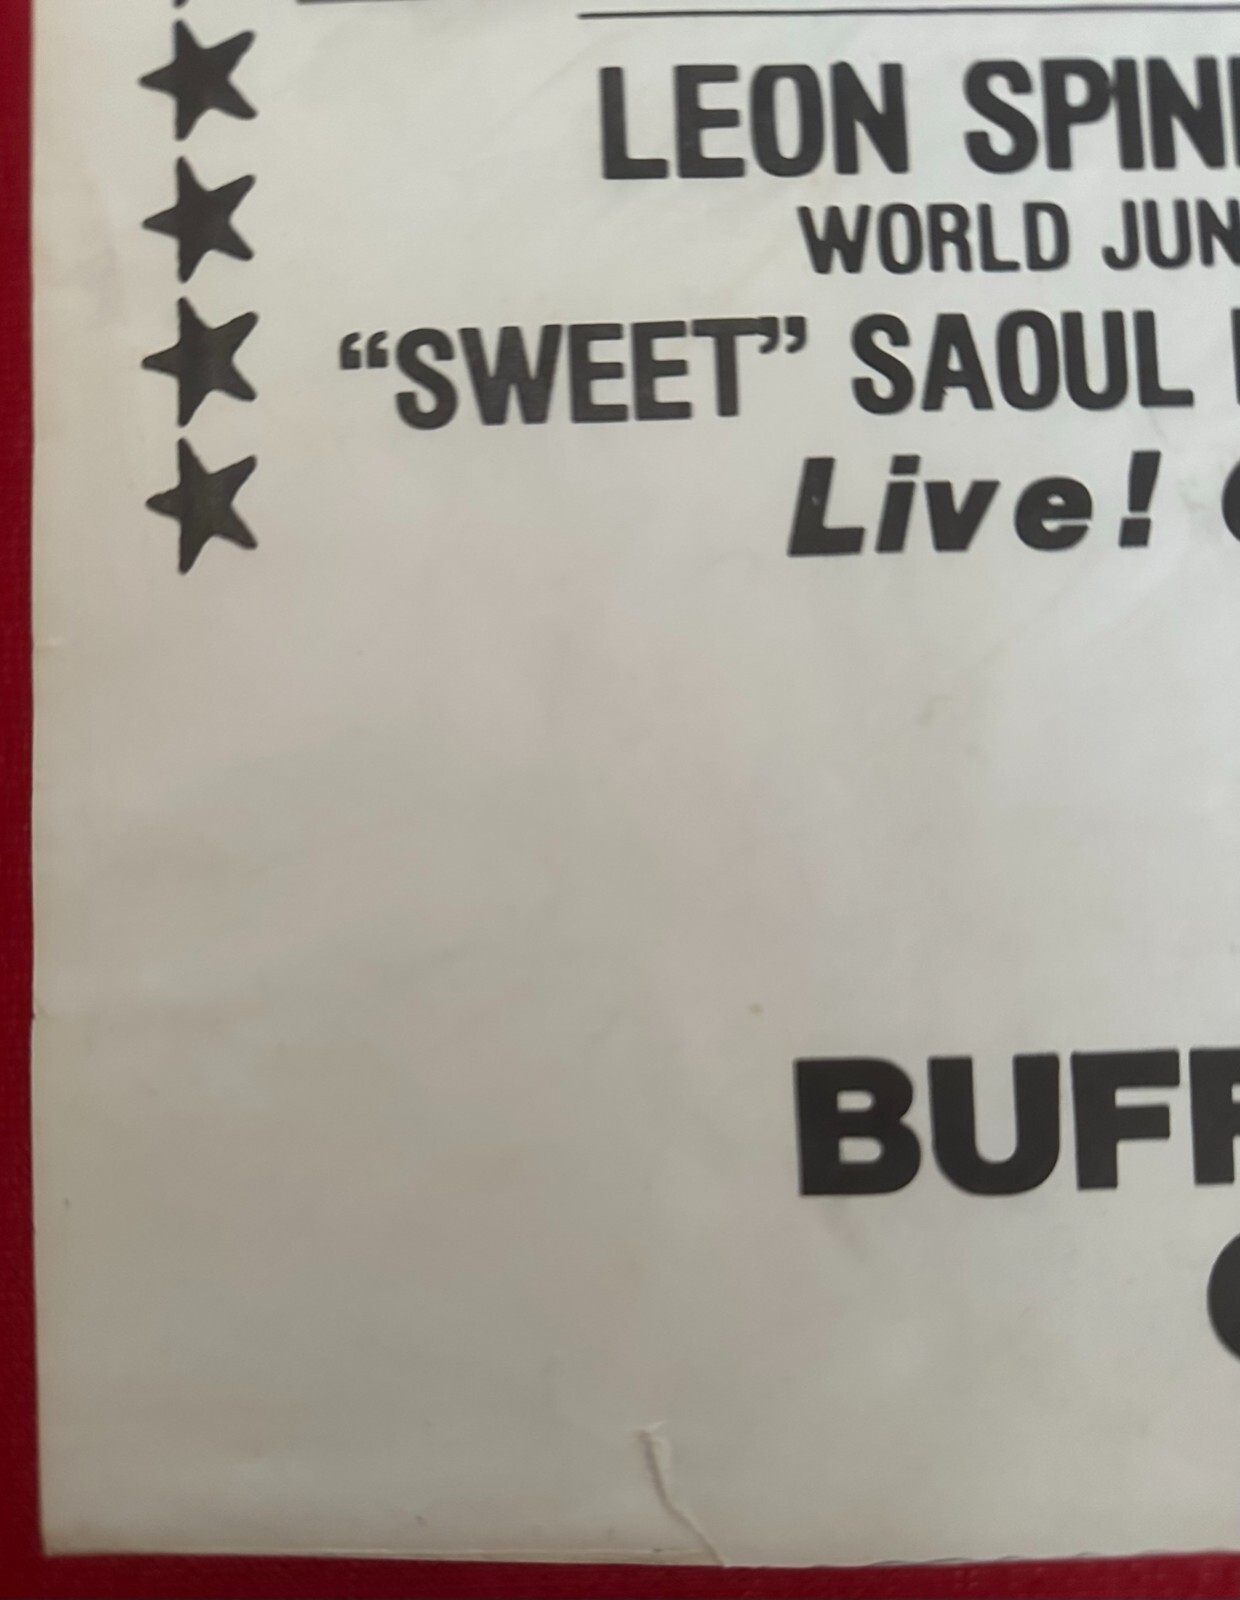 LEON SPIN
WORLD JUN
“SWEET” SAOUL
Live!
BUFF